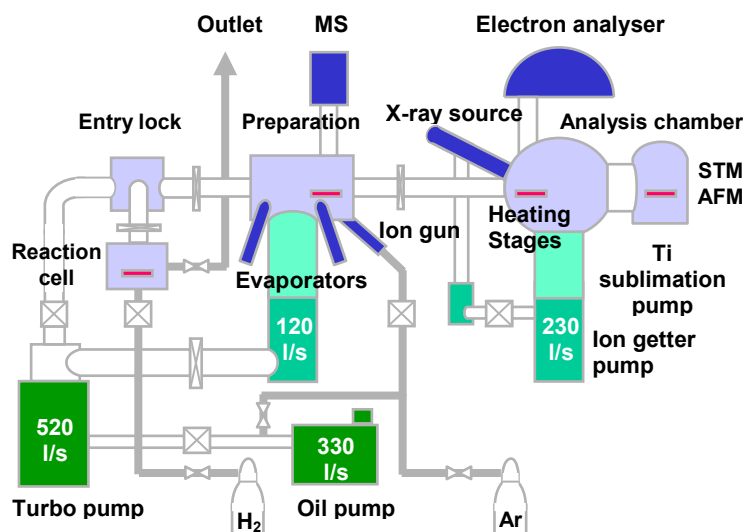 Outlet
MS
Electron analyser
X-ray source
Entry lock
Preparation
Analysis chamber
STM
AFM
Heating
Stages
Ion gun
Reaction
cell
Evaporators
Ti
sublimation
pump
120
l/s
230
l/s
Ion getter
pump
520
l/s
330
l/s
Turbo pump
Oil pump
H2
Ar